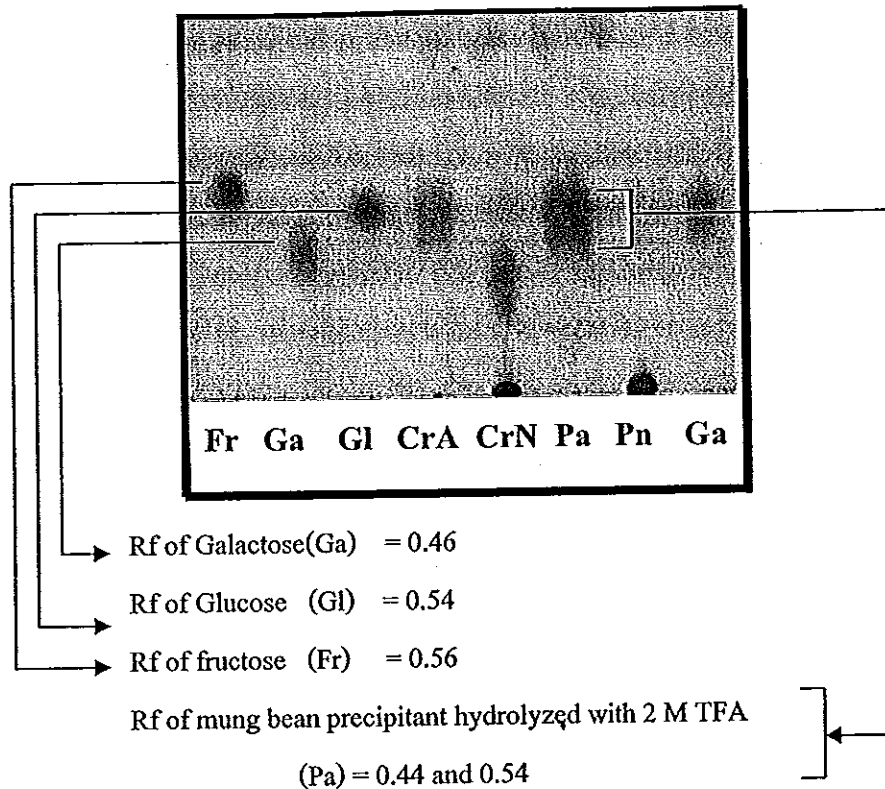 Fr Ga Gl CrA CrN Pa Pn Ga
Rf of Galactose(Ga) = 0.46
Rf of Glucose (Gl) = 0.54
Rf of fructose (Fr) = 0.56
Rf of mung bean precipitant hydrolyzęd with 2 M TFA
(Pa) = 0.44 and 0.54